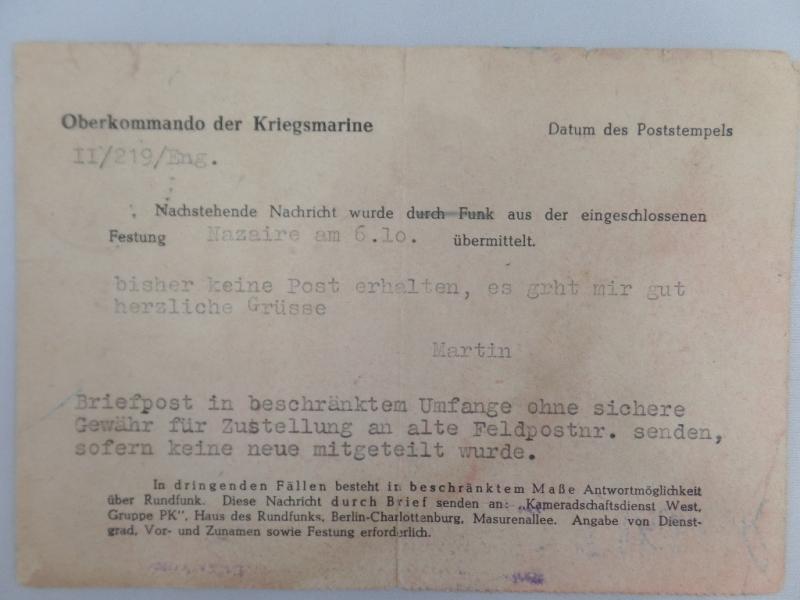 Oberkommando der Kriegsmarine
Datum des Poststempels
II/219/Eng.
Nachstehende Nachricht wurde durch Funk aus der eingeschlossenen
Festung Nazaire am 6.10. übermittelt.
bisher keine Post erhalten, es grht mir gut
herzliche Grüsse
Martin
Briefpost in beschränktem Umfange ohne sichere
Gewähr für Zustellung an alte Feldpostnr. senden,
sofern keine neue mitgeteilt wurde.
In dringenden Fällen besteht in beschränktem Maße Antwortmöglichkeit
über Rundfunk. Diese Nachricht durch Brief senden an: „Kameradschaftsdienst West,
Gruppe PK", Haus des Rundfunks, Berlin-Charlottenburg, Masurenallee. Angabe von Dienst-
grad, Vor- und Zunamen sowie Festung erforderlich.